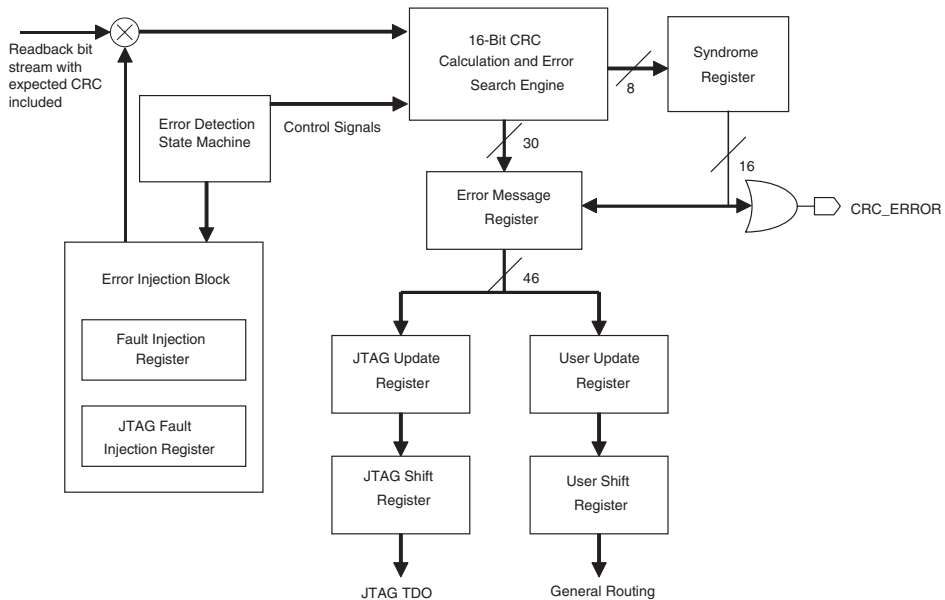 Readback bit
stream with
expected CRC
included
16-Bit CRC
Calculation and Error
Search Engine
8
Syndrome
Register
Error Detection
State Machine
Control Signals
30
16
Error Message
Register
CRC_ERROR
Error Injection Block
46
Fault Injection
Register
JTAG Fault
Injection Register
JTAG Update
Register
User Update
Register
JTAG Shift
Register
User Shift
Register
JTAG TDO
General Routing